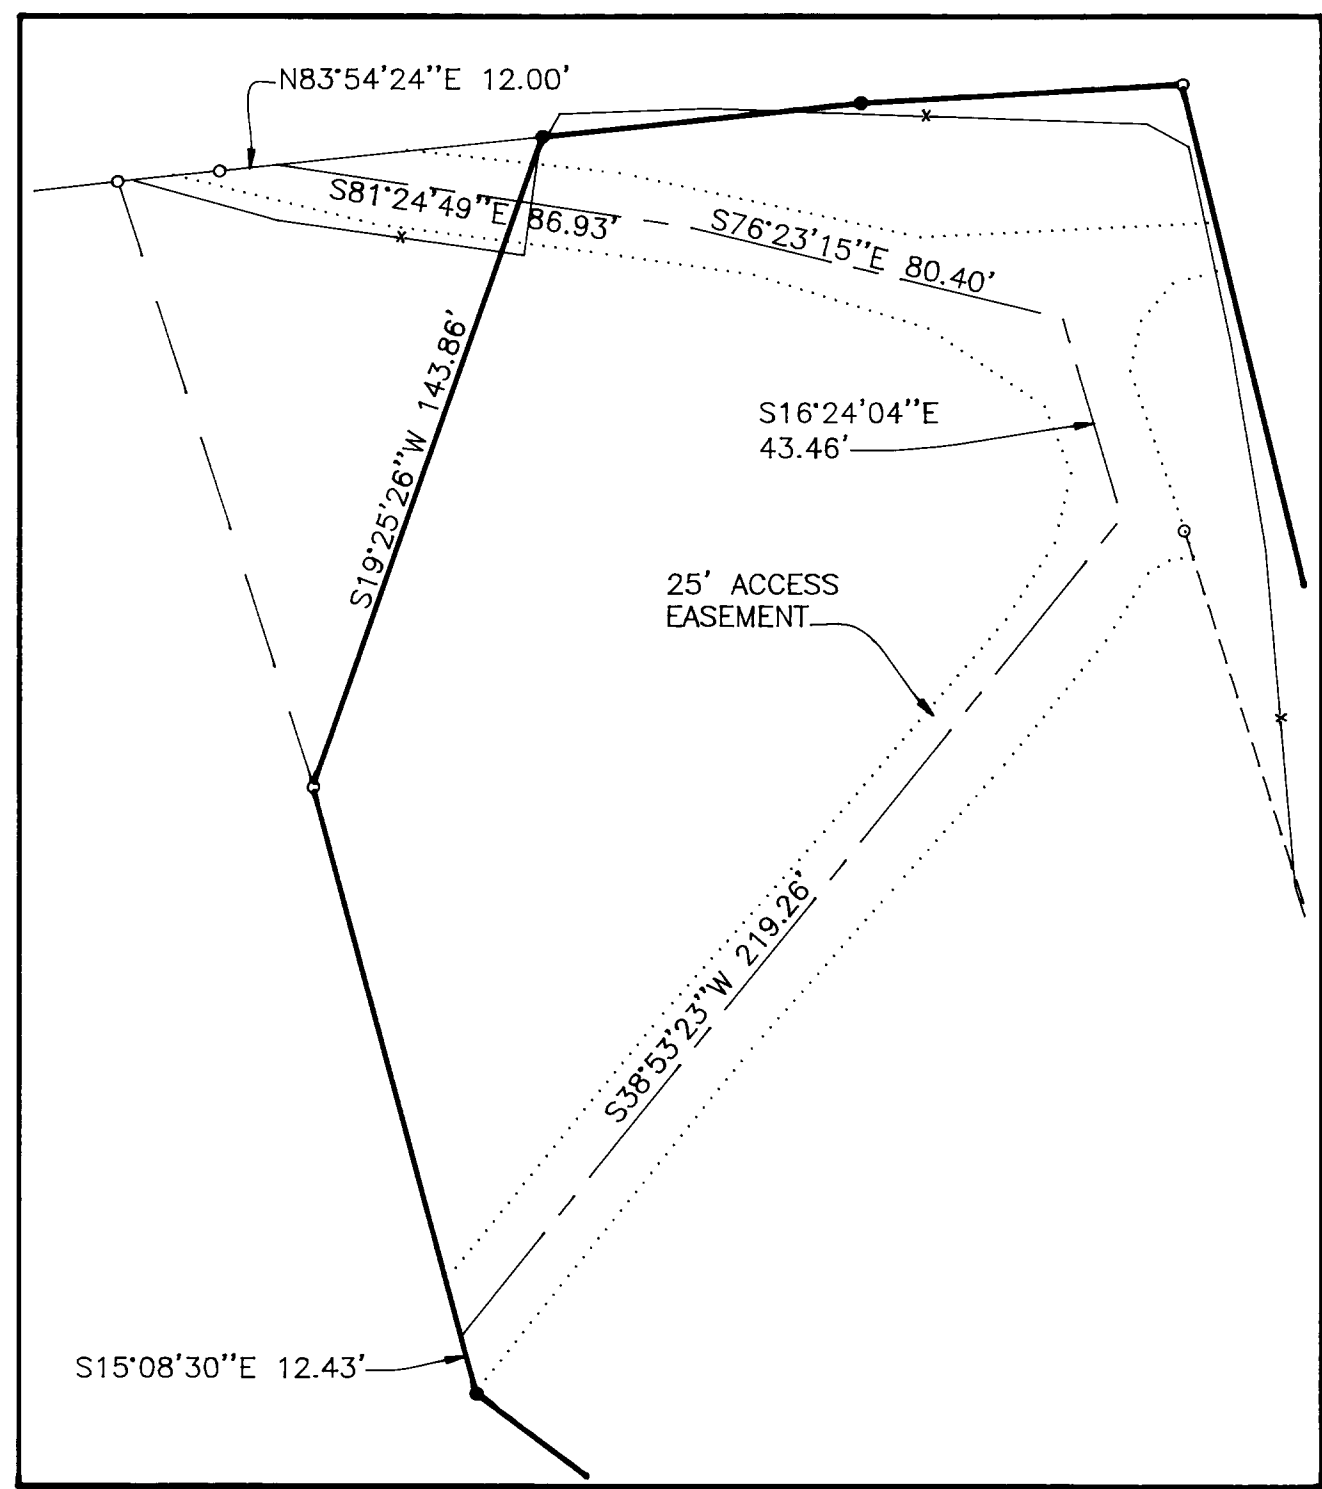 N83°54'24"E 12.00'
S81°24'49"E 86.93'
S76°23'15"E 80.40'
S19°25'26"W 143.86'
S16°24'04"E
43.46'
25' ACCESS
EASEMENT
S38°53'23"W 219.26'
S15°08'30"E 12.43'